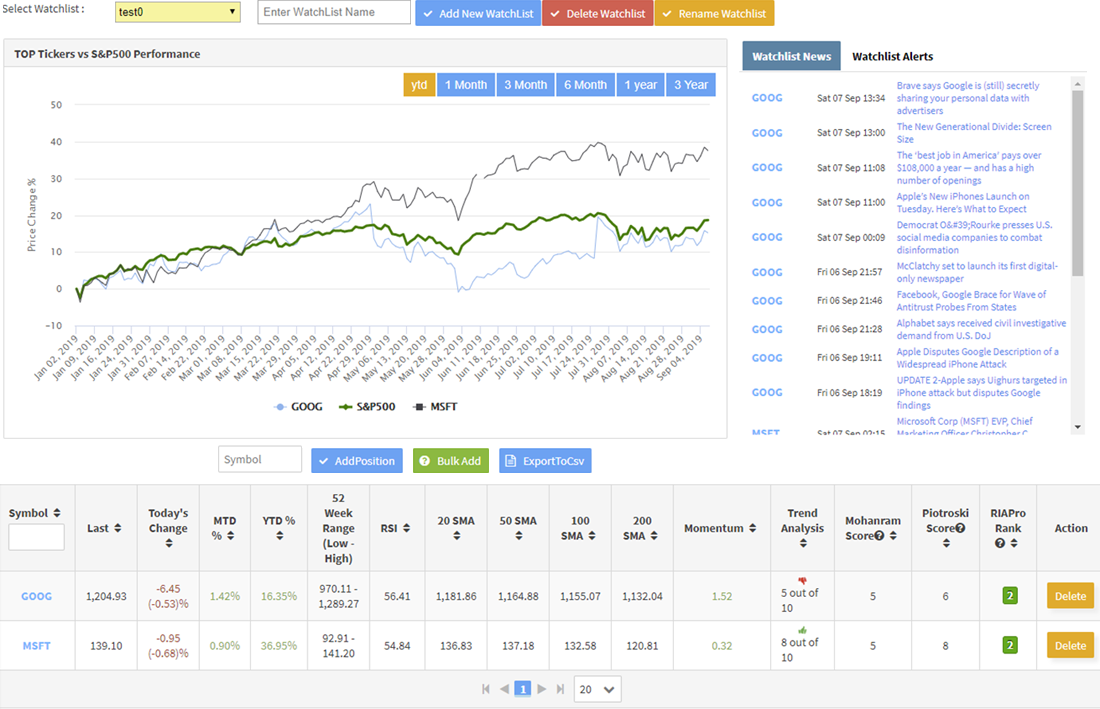 Select Watchlist :
test0
Enter WatchList Name
Add New WatchList
Delete Watchlist
Rename Watchlist
TOP Tickers vs S&P500 Performance
ytd
1 Month
3 Month
6 Month
1 year
3 Year
Price Change %
50
40
30
20
10
0
-10
Jan 02, 2019
Jan 09, 2019
Jan 16, 2019
Jan 24, 2019
Jan 31, 2019
Feb 07, 2019
Feb 14, 2019
Feb 22, 2019
Mar 01, 2019
Mar 08, 2019
Mar 15, 2019
Mar 22, 2019
Mar 29, 2019
Apr 05, 2019
Apr 12, 2019
Apr 22, 2019
Apr 29, 2019
May 06, 2019
May 13, 2019
May 20, 2019
May 28, 2019
Jun 04, 2019
Jun 11, 2019
Jun 18, 2019
Jun 25, 2019
Jul 02, 2019
Jul 10, 2019
Jul 17, 2019
Jul 24, 2019
Jul 31, 2019
Aug 07, 2019
Aug 14, 2019
Aug 21, 2019
Aug 28, 2019
Sep 04, 2019
GOOG
S&P500
MSFT
Watchlist News
Watchlist Alerts
GOOG
Sat 07 Sep 13:34
Brave says Google is (still) secretly
sharing your personal data with
advertisers
GOOG
Sat 07 Sep 13:00
The New Generational Divide: Screen
Size
GOOG
Sat 07 Sep 11:08
The 'best job in America' pays over
$108,000 a year — and has a high
number of openings
GOOG
Sat 07 Sep 11:00
Apple's New iPhones Launch on
Tuesday. Here's What to Expect
GOOG
Sat 07 Sep 00:09
Democrat O&#39;Rourke presses U.S.
social media companies to combat
disinformation
GOOG
Fri 06 Sep 21:57
McClatchy set to launch its first digital-
only newspaper
GOOG
Fri 06 Sep 21:46
Facebook, Google Brace for Wave of
Antitrust Probes From States
GOOG
Fri 06 Sep 21:28
Alphabet says received civil investigative
demand from U.S. DoJ
GOOG
Fri 06 Sep 19:11
Apple Disputes Google Description of a
Widespread iPhone Attack
GOOG
Fri 06 Sep 18:19
UPDATE 2-Apple says Uighurs targeted in
iPhone attack but disputes Google
findings
MSFT
Sat 07 Sep 02:15
Microsoft Corp (MSFT) EVP, Chief
Marketing Officer Christopher C
Symbol
AddPosition
Bulk Add
ExportToCsv
Symbol
Last
Today's
Change
MTD
%
YTD %
52
Week
Range
(Low -
High)
RSI
20 SMA
50 SMA
100
SMA
200
SMA
Momentum
Trend
Analysis
Mohanram
Score
Piotroski
Score
RIAPro
Rank
Action
GOOG
1,204.93
-6.45
(-0.53)%
1.42%
16.35%
970.11 -
1,289.27
56.41
1,181.86
1,164.88
1,155.07
1,132.04
1.52
5 out of
10
5
6
2
Delete
MSFT
139.10
-0.95
(-0.68)%
0.90%
36.95%
92.91 -
141.20
54.84
136.83
137.18
132.58
120.81
0.32
8 out of
10
5
8
2
Delete
1
20